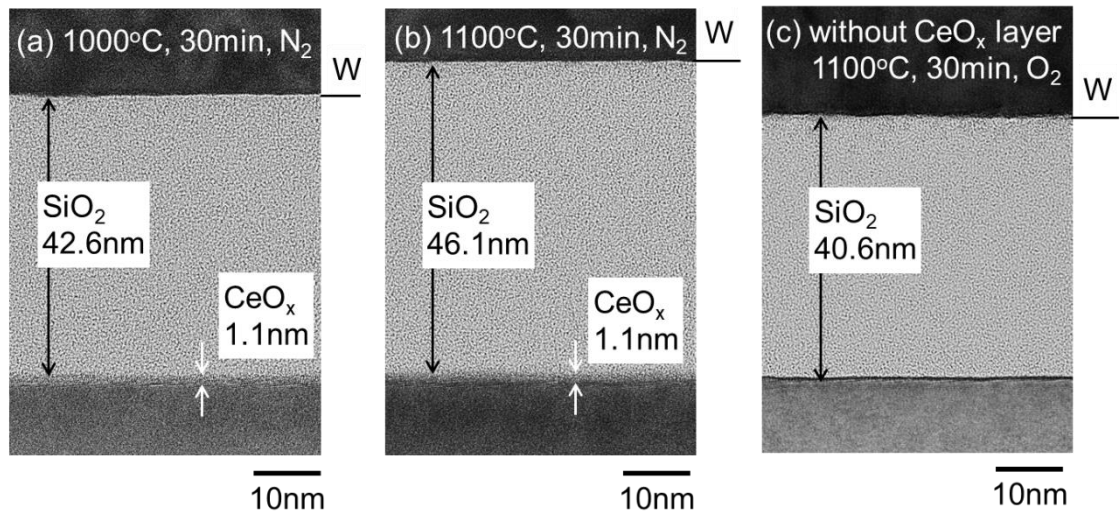 (a) 1000°C, 30min, N₂
W
SiO₂
42.6nm
CeOₓ
1.1nm
10nm
(b) 1100°C, 30min, N₂
W
SiO₂
46.1nm
CeOₓ
1.1nm
10nm
(c) without CeOₓ layer
1100°C, 30min, O₂
W
SiO₂
40.6nm
10nm